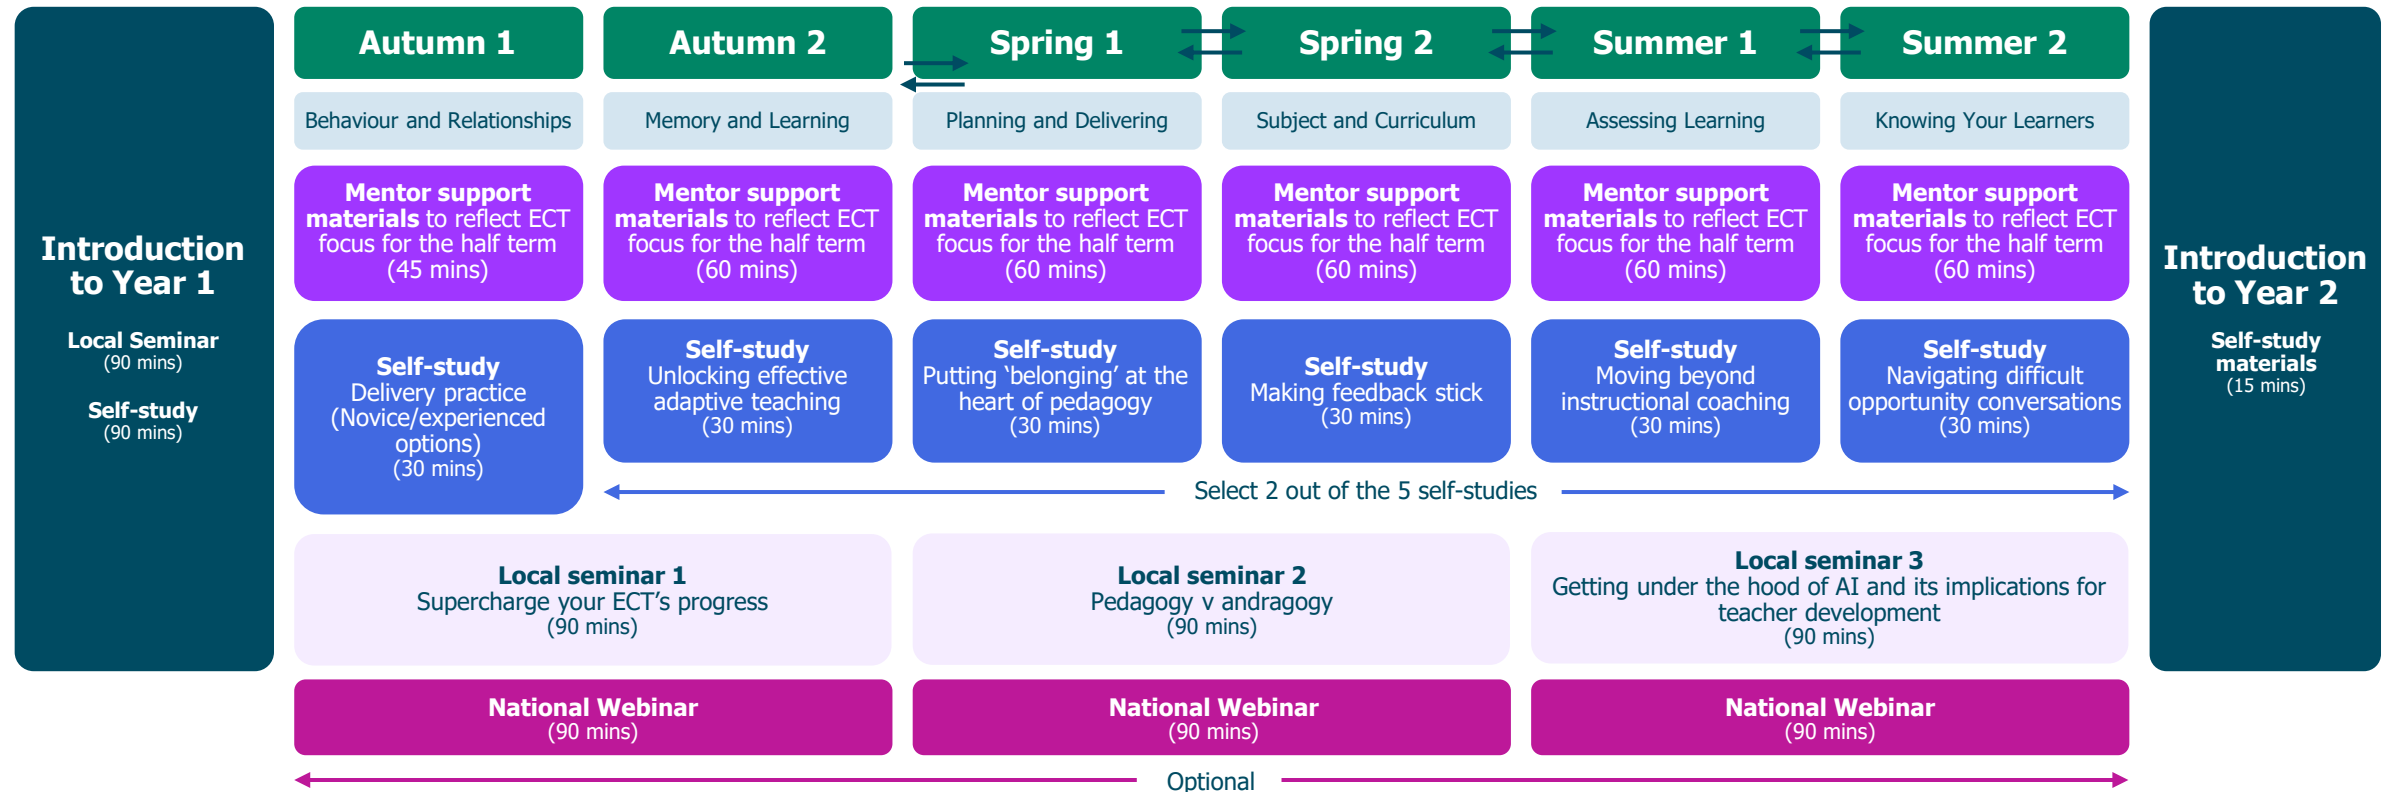 Introduction
to Year 1
Local Seminar
(90 mins)
Self-study
(90 mins)
Autumn 1
Autumn 2
Spring 1
Spring 2
Summer 1
Summer 2
Behaviour and Relationships
Memory and Learning
Planning and Delivering
Subject and Curriculum
Assessing Learning
Knowing Your Learners
Mentor support
materials to reflect ECT
focus for the half term
(45 mins)
Mentor support
materials to reflect ECT
focus for the half term
(60 mins)
Mentor support
materials to reflect ECT
focus for the half term
(60 mins)
Mentor support
materials to reflect ECT
focus for the half term
(60 mins)
Mentor support
materials to reflect ECT
focus for the half term
(60 mins)
Mentor support
materials to reflect ECT
focus for the half term
(60 mins)
Self-study
Delivery practice
(Novice/experienced
options)
(30 mins)
Self-study
Unlocking effective
adaptive teaching
(30 mins)
Self-study
Putting ‘belonging’ at the
heart of pedagogy
(30 mins)
Self-study
Making feedback stick
(30 mins)
Self-study
Moving beyond
instructional coaching
(30 mins)
Self-study
Navigating difficult
opportunity conversations
(30 mins)
Select 2 out of the 5 self-studies
Local seminar 1
Supercharge your ECT’s progress
(90 mins)
Local seminar 2
Pedagogy v andragogy
(90 mins)
Local seminar 3
Getting under the hood of AI and its implications for
teacher development
(90 mins)
National Webinar
(90 mins)
National Webinar
(90 mins)
National Webinar
(90 mins)
Optional
Introduction
to Year 2
Self-study
materials
(15 mins)